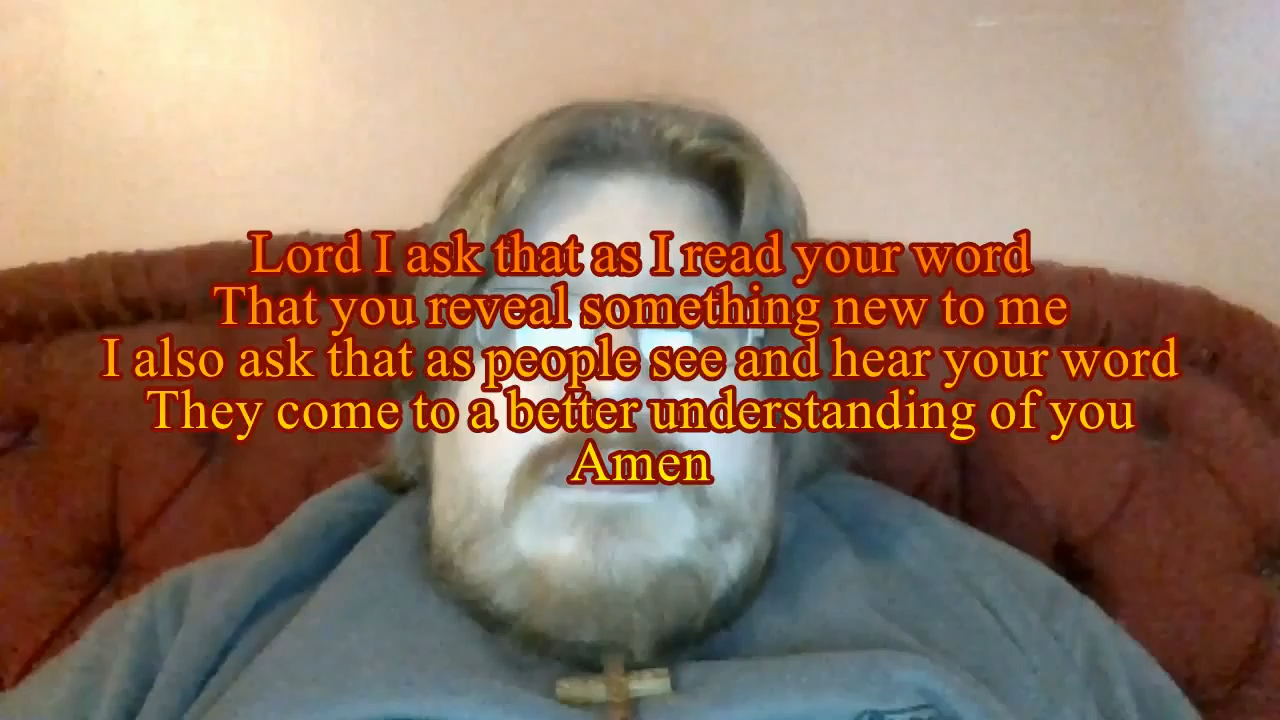 Lord I ask that as I read your word
That you reveal something new to me
I also ask that as people see and hear your word
They come to a better understanding of you
Amen